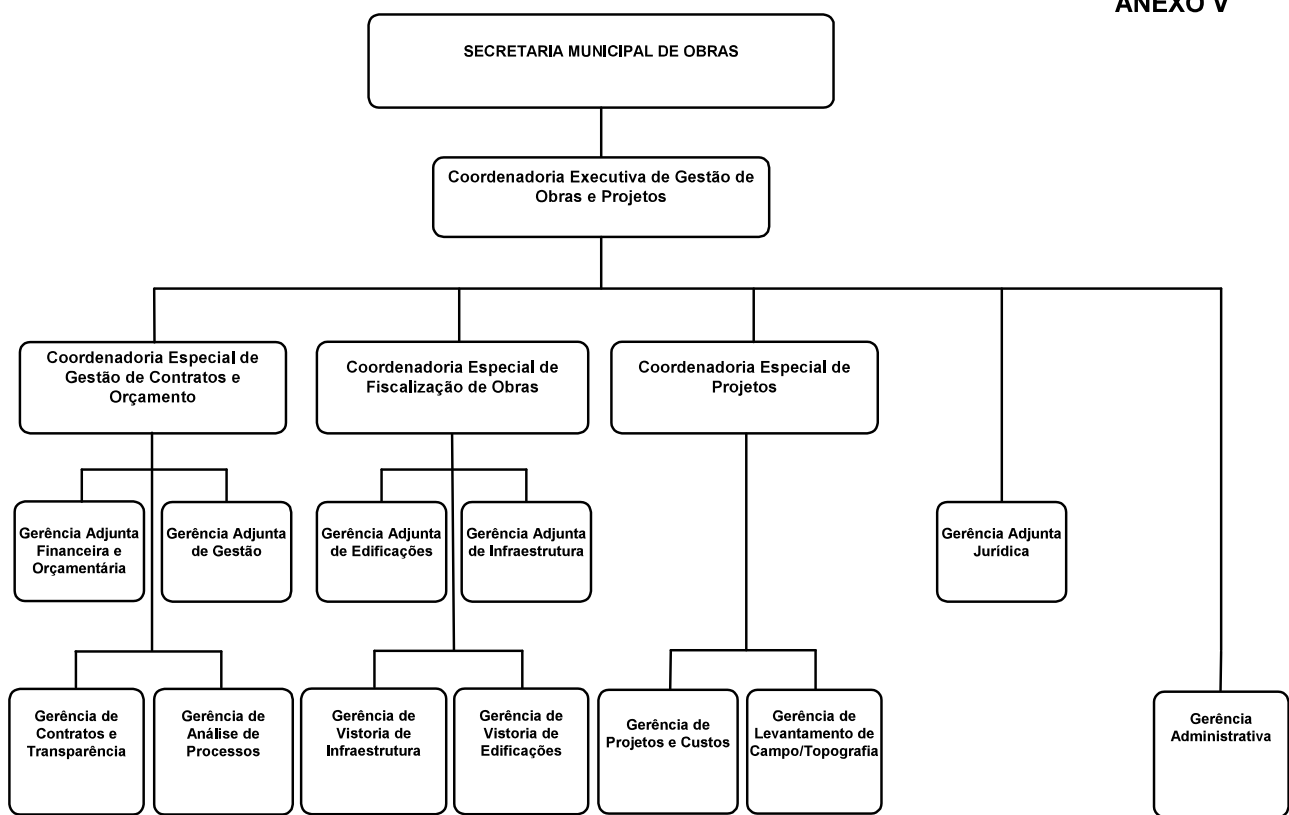 ANEXO V
SECRETARIA MUNICIPAL DE OBRAS
Coordenadoria Executiva de Gestão de
Obras e Projetos
Coordenadoria Especial de
Gestão de Contratos e
Orçamento
Coordenadoria Especial de
Fiscalização de Obras
Coordenadoria Especial de
Projetos
Gerência Adjunta
Financeira e
Orçamentária
Gerência Adjunta
de Gestão
Gerência Adjunta
de Edificações
Gerência Adjunta
de Infraestrutura
Gerência Adjunta
Jurídica
Gerência de
Contratos e
Transparência
Gerência de
Análise de
Processos
Gerência de
Vistoria de
Infraestrutura
Gerência de
Vistoria de
Edificações
Gerência de
Projetos e Custos
Gerência de
Levantamento de
Campo/Topografia
Gerência
Administrativa